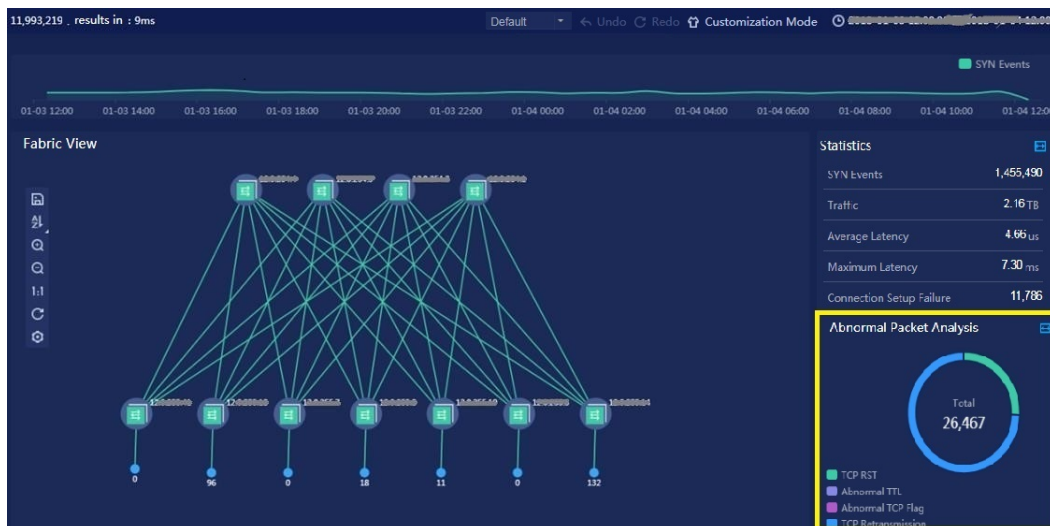 11,993,219 . results in : 9ms
Default Undo Redo Customization Mode
SYN Events
01-03 12:00 01-03 14:00 01-03 16:00 01-03 18:00 01-03 20:00 01-03 22:00 01-04 00:00 01-04 02:00 01-04 04:00 01-04 06:00 01-04 08:00 01-04 10:00 01-04 12:00
Fabric View
Statistics
SYN Events 1,455,490
Traffic 2.16 TB
Average Latency 4.66 us
Maximum Latency 7.30 ms
Connection Setup Failure 11,786
1:1
Abnormal Packet Analysis
Total
26,467
TCP RST
Abnormal TTL
Abnormal TCP Flag
TCP Retransmission
0 96 0 18 11 0 132